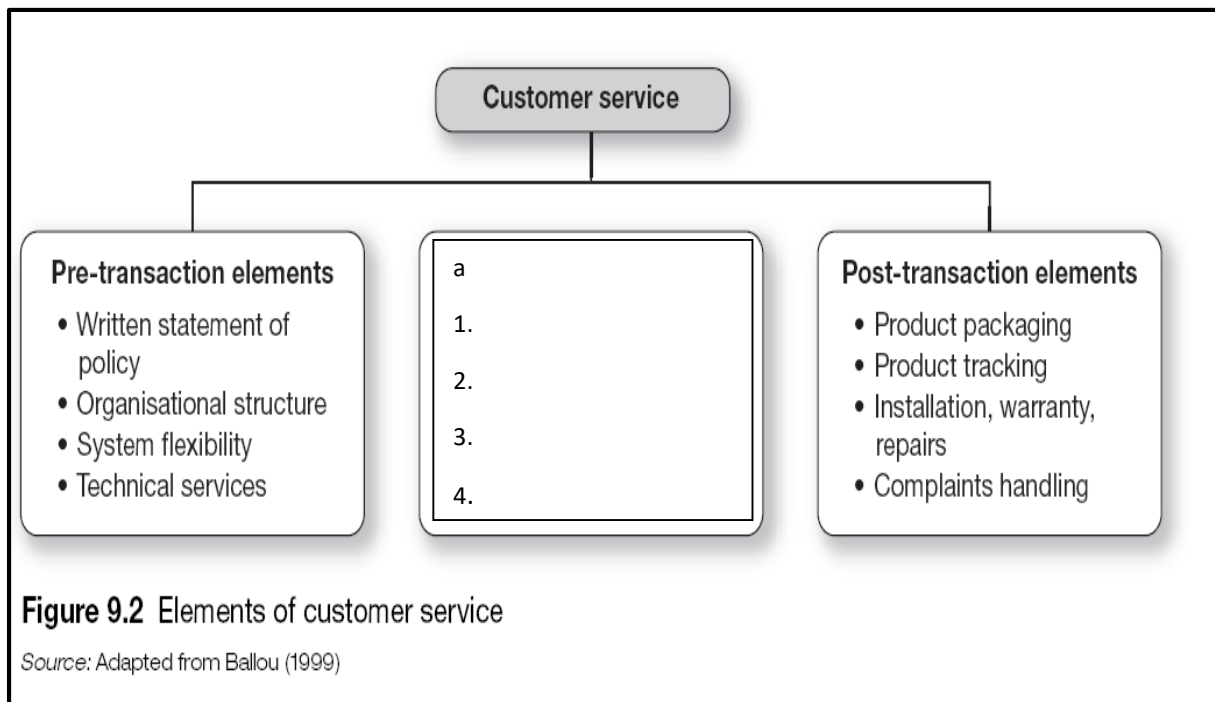 Customer service
Pre-transaction elements
• Written statement of
policy
• Organisational structure
• System flexibility
• Technical services
a
1.
2.
3.
4.
Post-transaction elements
• Product packaging
• Product tracking
• Installation, warranty,
repairs
• Complaints handling
Figure 9.2 Elements of customer service
Source: Adapted from Ballou (1999)